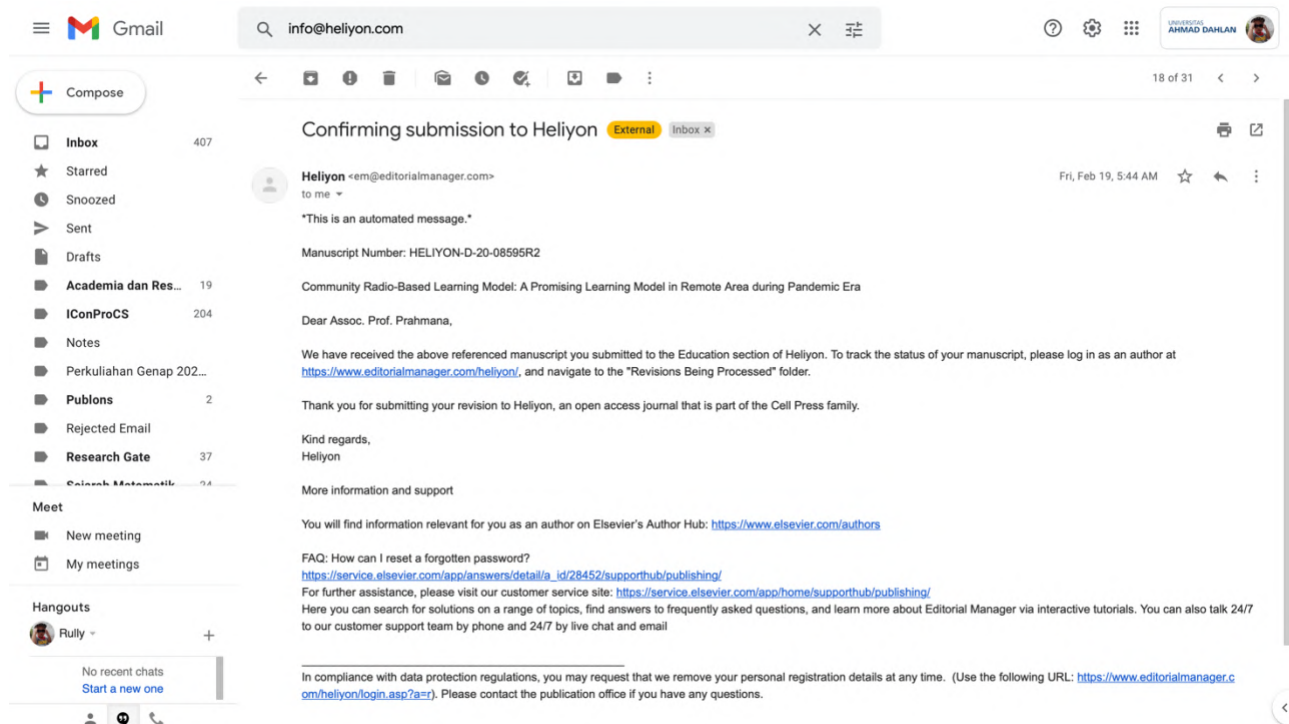 Gmail
info@heliyon.com
UNIVERSITAS
AHMAD DAHLAN
Compose
18 of 31
Inbox 407
Starred
Snoozed
Sent
Drafts
Academia dan Res... 19
IConProCS 204
Notes
Perkuliahan Genap 202...
Publons 2
Rejected Email
Research Gate 37
Sejarah Matematik 24
Meet
New meeting
My meetings
Hangouts
Rully
No recent chats
Start a new one
Confirming submission to Heliyon External Inbox ×
Heliyon <em@editorialmanager.com> Fri, Feb 19, 5:44 AM
to me
*This is an automated message.*
Manuscript Number: HELIYON-D-20-08595R2
Community Radio-Based Learning Model: A Promising Learning Model in Remote Area during Pandemic Era
Dear Assoc. Prof. Prahmana,
We have received the above referenced manuscript you submitted to the Education section of Heliyon. To track the status of your manuscript, please log in as an author at
https://www.editorialmanager.com/heliyon/, and navigate to the "Revisions Being Processed" folder.
Thank you for submitting your revision to Heliyon, an open access journal that is part of the Cell Press family.
Kind regards,
Heliyon
More information and support
You will find information relevant for you as an author on Elsevier's Author Hub: https://www.elsevier.com/authors
FAQ: How can I reset a forgotten password?
https://service.elsevier.com/app/answers/detail/a_id/28452/supporthub/publishing/
For further assistance, please visit our customer service site: https://service.elsevier.com/app/home/supporthub/publishing/
Here you can search for solutions on a range of topics, find answers to frequently asked questions, and learn more about Editorial Manager via interactive tutorials. You can also talk 24/7
to our customer support team by phone and 24/7 by live chat and email
In compliance with data protection regulations, you may request that we remove your personal registration details at any time. (Use the following URL: https://www.editorialmanager.c
om/heliyon/login.asp?a=r). Please contact the publication office if you have any questions.